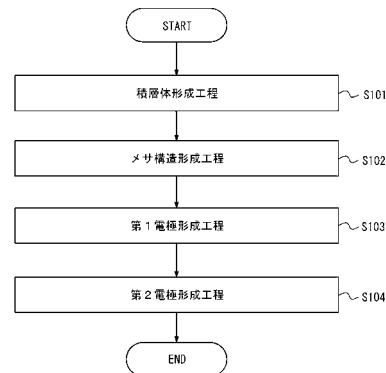 START
積層体形成工程
S101
メサ構造形成工程
S102
第1電極形成工程
S103
第2電極形成工程
S104
END